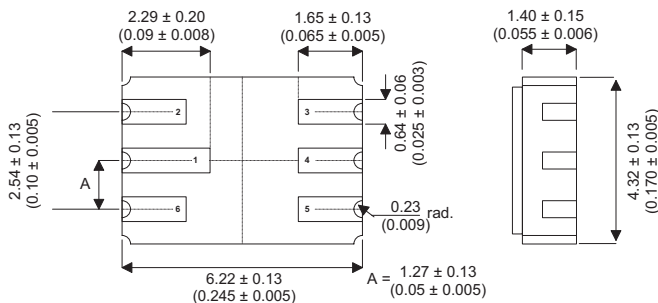 2.29 ± 0.20
(0.09 ± 0.008)
1.65 ± 0.13
(0.065 ± 0.005)
1.40 ± 0.15
(0.055 ± 0.006)
2.54 ± 0.13
(0.10 ± 0.005)
A
2
1
6
3
4
5
0.64 ± 0.06
(0.025 ± 0.003)
4.32 ± 0.13
(0.170 ± 0.005)
0.23
(0.009)
rad.
6.22 ± 0.13
(0.245 ± 0.005)
A = 1.27 ± 0.13
(0.05 ± 0.005)